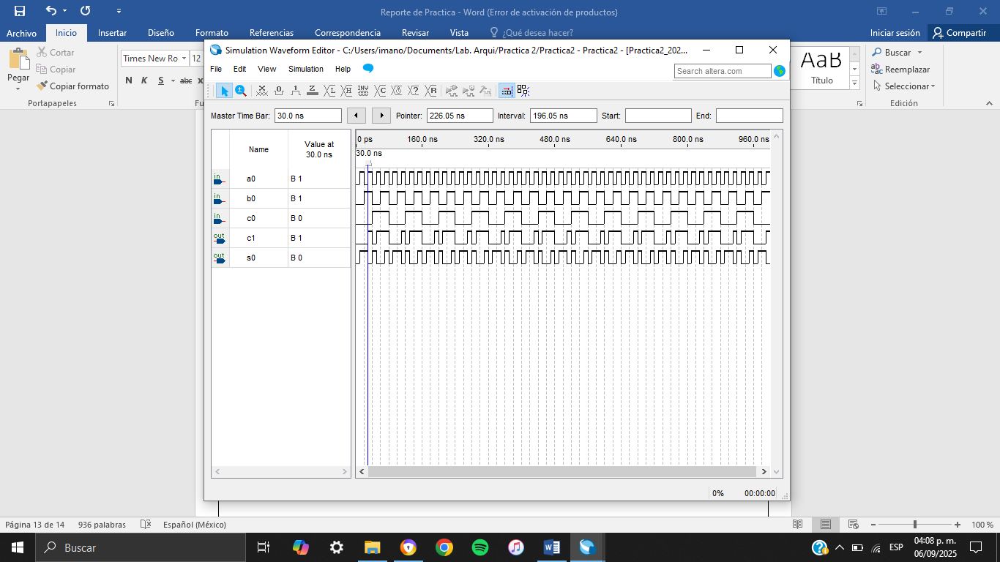 Reporte de Practica - Word (Error de activación de productos)
Archivo Inicio Insertar Diseño Formato Referencias Correspondencia Revisar Vista ¿Qué desea hacer? Iniciar sesión Compartir
Pegar
Cortar
Copiar
Copiar formato
Portapapeles
Times New Ro 12
N K S abc x
Fu
AaB
Título
Buscar
Reemplazar
Seleccionar
Edición
Simulation Waveform Editor - C:/Users/imano/Documents/Lab. Arqui/Practica 2/Practica2 - Practica2 - [Practica2_202...
File Edit View Simulation Help
Search altera.com
Master Time Bar: 30.0 ns Pointer: 226.05 ns Interval: 196.05 ns Start: End:
Name Value at 30.0 ns
0 ps 160.0 ns 320.0 ns 480.0 ns 640.0 ns 800.0 ns 960.0 ns
30.0 ns
in a0 B 1
in b0 B 1
in c0 B 0
out c1 B 1
out s0 B 0
0% 00:00:00
Página 13 de 14 936 palabras Español (México) 100 %
Buscar
ESP
04:08 p. m.
06/09/2025